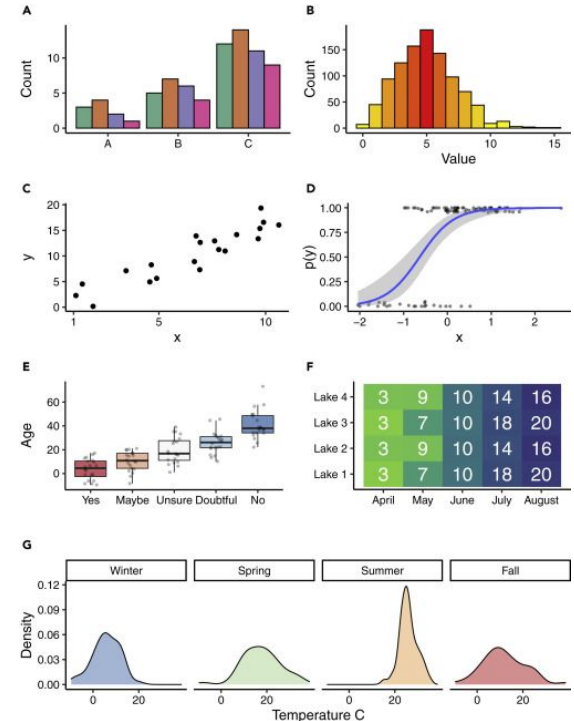 A
B
Count
10
5
0
A B C
Count
150
100
50
0
0 5 10 15
Value
C
D
y
20
15
10
5
0
1 5 10
x
p(y)
1.00
0.75
0.50
0.25
0.00
-2 -1 0 1 2
x
E
F
Age
60
40
20
0
Yes Maybe Unsure Doubtful No
Lake 4 3 9 10 14 16
Lake 3 3 7 10 18 20
Lake 2 3 9 10 14 16
Lake 1 3 7 10 18 20
April May June July August
G
Winter Spring Summer Fall
Density
0.12
0.09
0.06
0.03
0.00
0 20 0 20 0 20 0 20
Temperature C